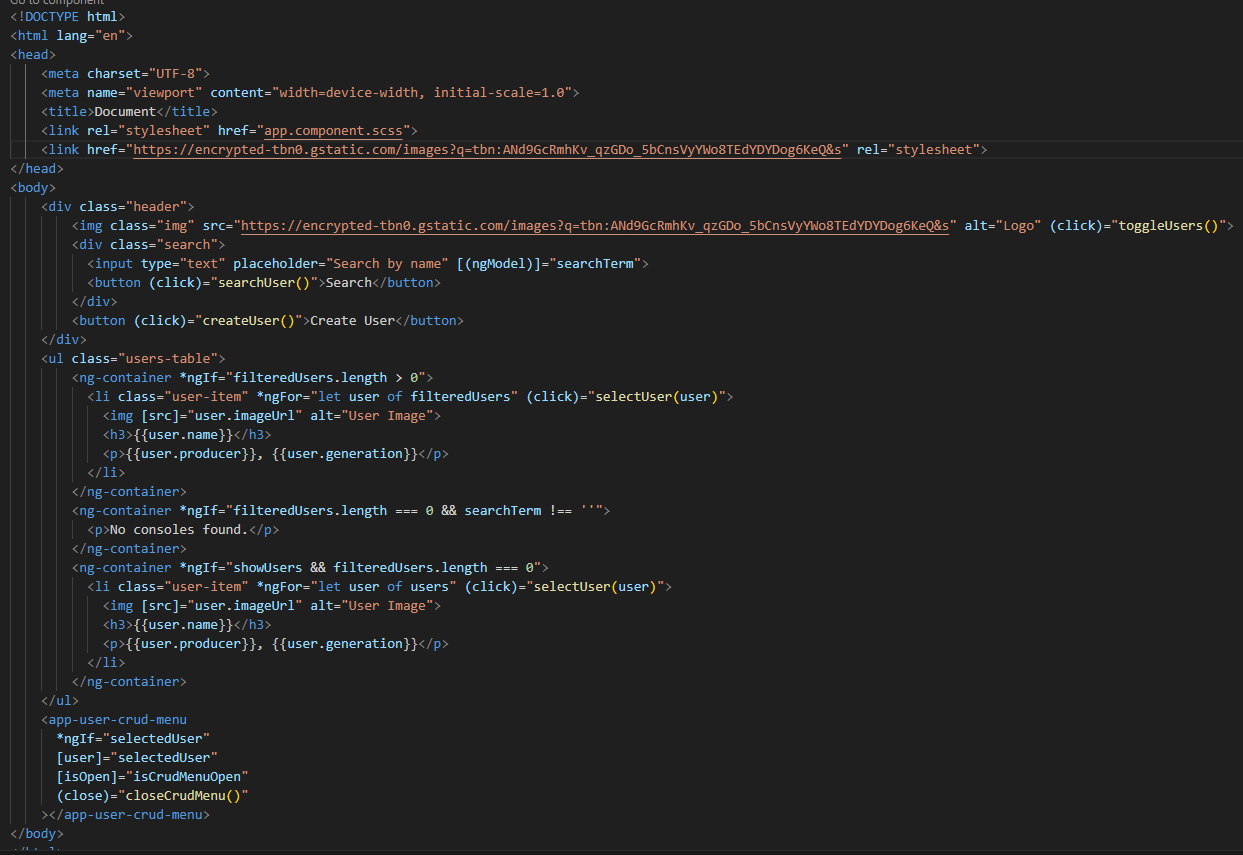 Go to component
<!DOCTYPE html>
<html lang="en">
<head>
    <meta charset="UTF-8">
    <meta name="viewport" content="width=device-width, initial-scale=1.0">
    <title>Document</title>
    <link rel="stylesheet" href="app.component.scss">
    <link href="https://encrypted-tbn0.gstatic.com/images?q=tbn:ANd9GcRmhKv_qzGDo_5bCnsVyYWo8TEdYDYDog6KeQ&s" rel="stylesheet">
</head>
<body>
    <div class="header">
        <img class="img" src="https://encrypted-tbn0.gstatic.com/images?q=tbn:ANd9GcRmhKv_qzGDo_5bCnsVyYWo8TEdYDYDog6KeQ&s" alt="Logo" (click)="toggleUsers()">
        <div class="search">
          <input type="text" placeholder="Search by name" [(ngModel)]="searchTerm">
          <button (click)="searchUser()">Search</button>
        </div>
        <button (click)="createUser()">Create User</button>
    </div>
    <ul class="users-table">
        <ng-container *ngIf="filteredUsers.length > 0">
          <li class="user-item" *ngFor="let user of filteredUsers" (click)="selectUser(user)">
            <img [src]="user.imageUrl" alt="User Image">
            <h3>{{user.name}}</h3>
            <p>{{user.producer}}, {{user.generation}}</p>
          </li>
        </ng-container>
        <ng-container *ngIf="filteredUsers.length === 0 && searchTerm !== ''">
          <p>No consoles found.</p>
        </ng-container>
        <ng-container *ngIf="showUsers && filteredUsers.length === 0">
          <li class="user-item" *ngFor="let user of users" (click)="selectUser(user)">
            <img [src]="user.imageUrl" alt="User Image">
            <h3>{{user.name}}</h3>
            <p>{{user.producer}}, {{user.generation}}</p>
          </li>
        </ng-container>
    </ul>
    <app-user-crud-menu
      *ngIf="selectedUser"
      [user]="selectedUser"
      [isOpen]="isCrudMenuOpen"
      (close)="closeCrudMenu()"
    ></app-user-crud-menu>
</body>